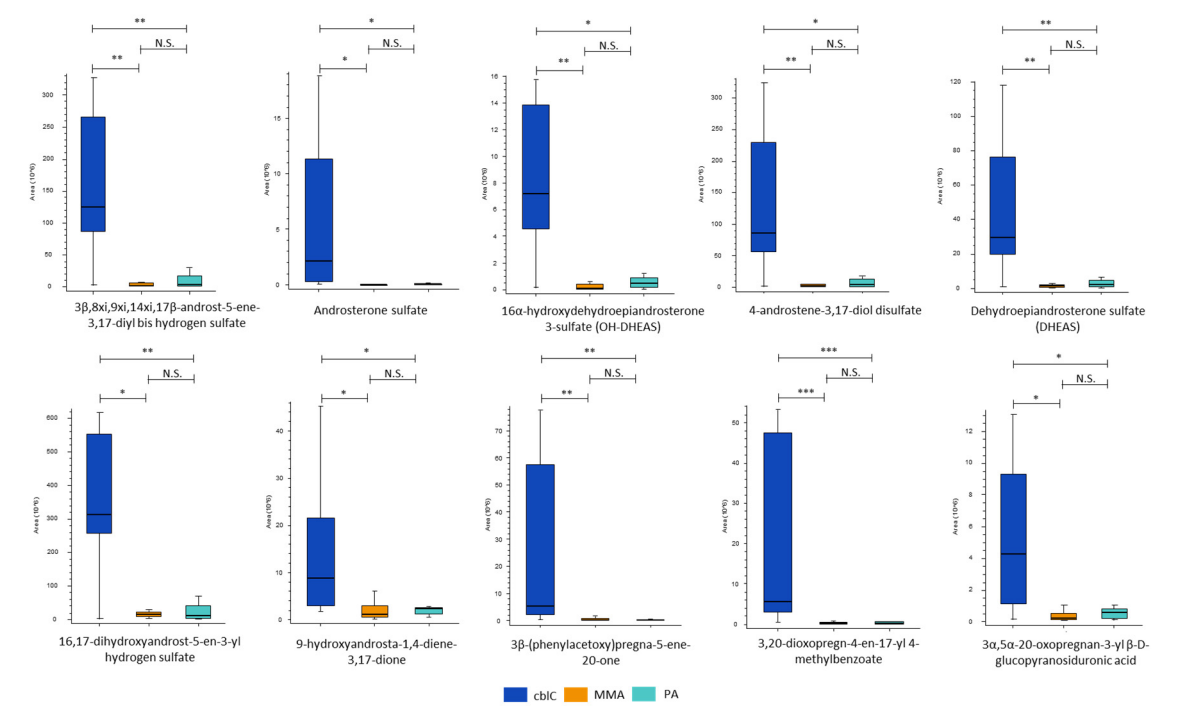 ** * * * **
N.S. N.S. N.S. N.S. N.S.
** * ** ** **
Area (10^6)
300
250
200
150
100
50
0
3β,8xi,9xi,14xi,17β-androst-5-ene-
3,17-diyl bis hydrogen sulfate
Area (10^6)
15
10
5
0
Androsterone sulfate
Area (10^6)
16
14
12
10
8
6
4
2
0
16α-hydroxydehydroepiandrosterone
3-sulfate (OH-DHEAS)
Area (10^6)
300
250
200
150
100
50
0
4-androstene-3,17-diol disulfate
Area (10^6)
120
100
80
60
40
20
0
Dehydroepiandrosterone sulfate
(DHEAS)
** * ** *** *
N.S. N.S. N.S. N.S. N.S.
* * ** *** *
Area (10^6)
600
500
400
300
200
100
0
16,17-dihydroxyandrost-5-en-3-yl
hydrogen sulfate
Area (10^6)
40
30
20
10
0
9-hydroxyandrosta-1,4-diene-
3,17-dione
Area (10^6)
70
60
50
40
30
20
10
0
3β-(phenylacetoxy)pregna-5-ene-
20-one
Area (10^6)
50
40
30
20
10
0
3,20-dioxopregn-4-en-17-yl 4-
methylbenzoate
Area (10^6)
12
10
8
6
4
2
0
3α,5α-20-oxopregnan-3-yl β-D-
glucopyranosiduronic acid
cblC MMA PA